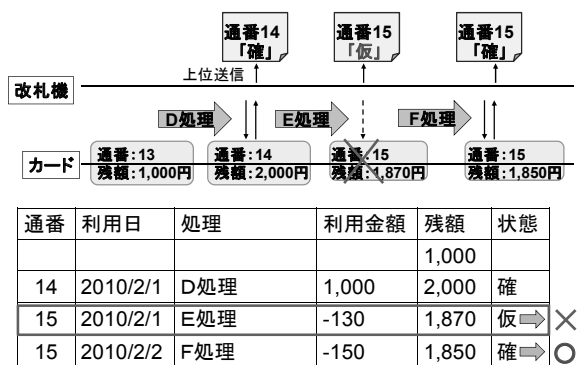 通番14
「確」
通番15
「仮」
通番15
「確」
上位送信
改札機
D処理
E処理
F処理
カード
通番:13
残額:1,000円
通番:14
残額:2,000円
通番:15
残額:1,870円
通番:15
残額:1,850円
通番 利用日 処理 利用金額 残額 状態
1,000
14 2010/2/1 D処理 1,000 2,000 確
15 2010/2/1 E処理 -130 1,870 仮⇨ ×
15 2010/2/2 F処理 -150 1,850 確⇨ ○